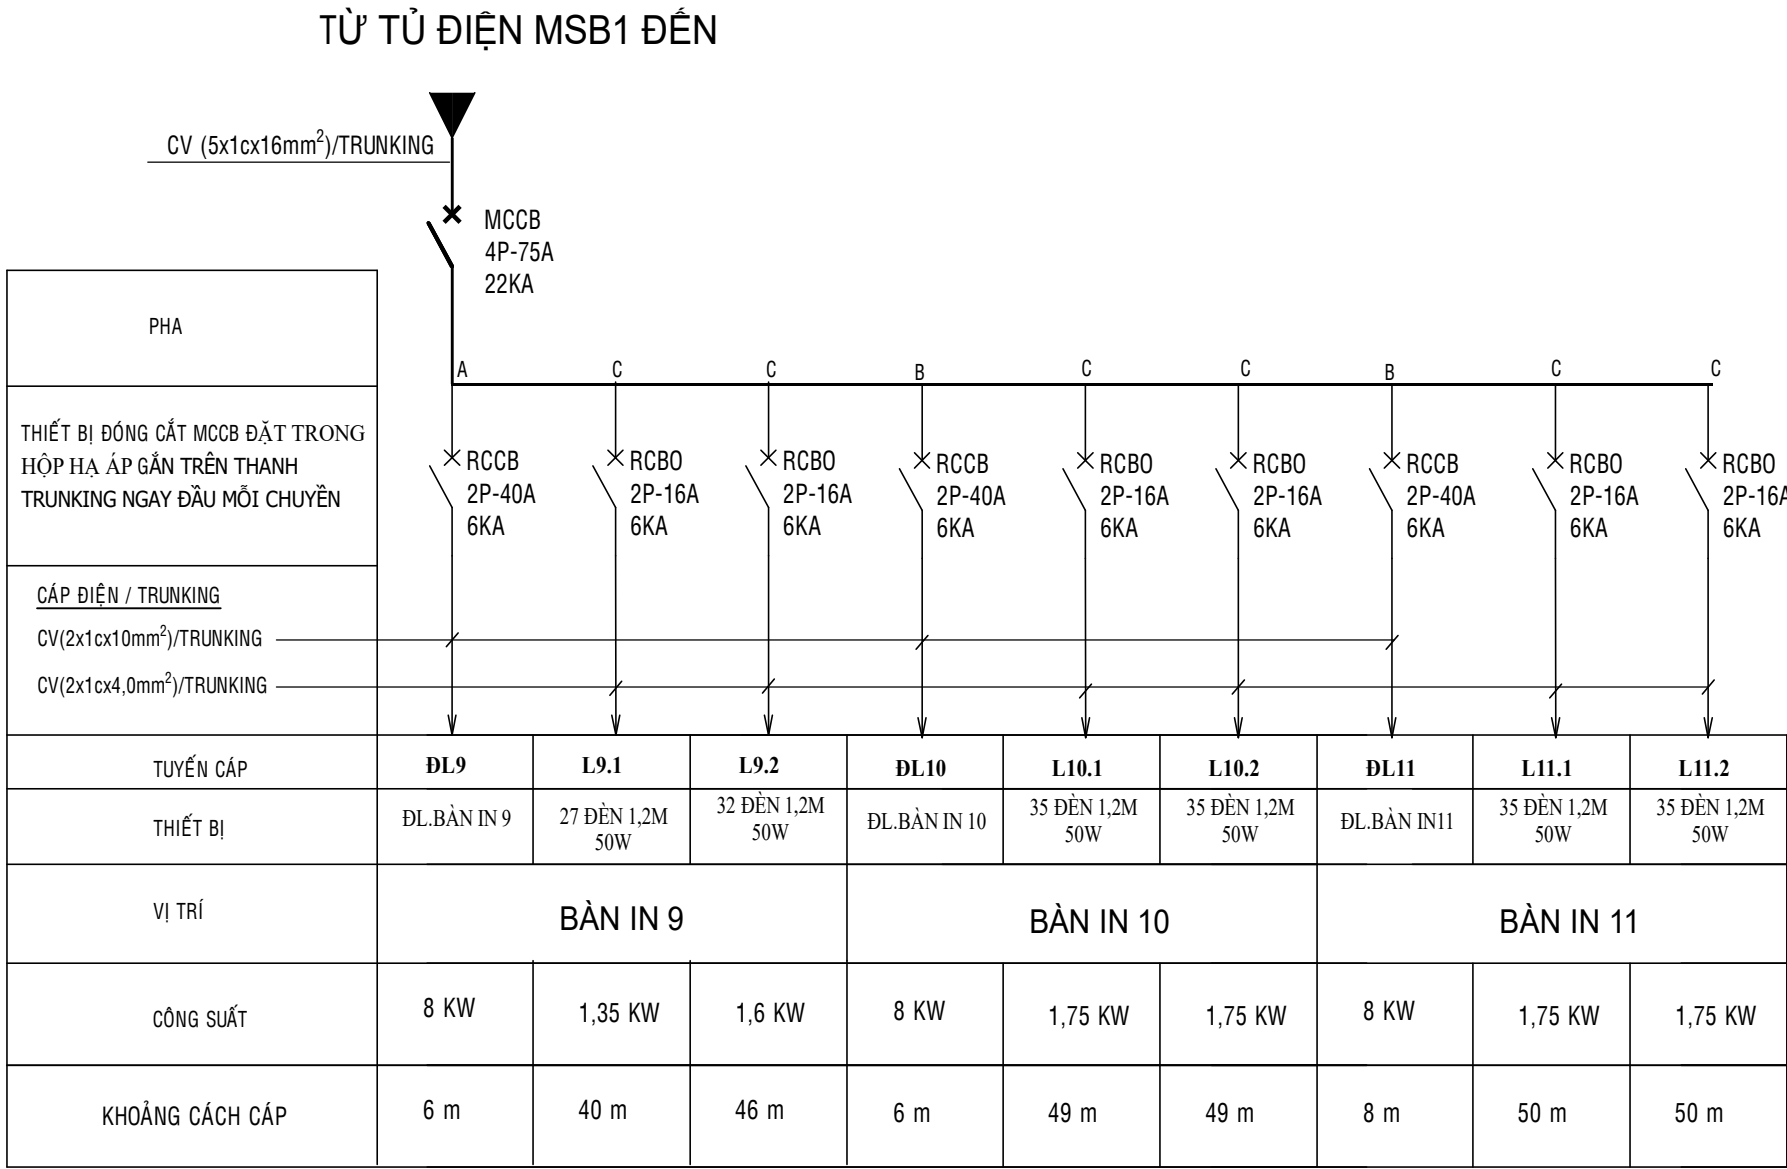 TỪ TỦ ĐIỆN MSB1 ĐẾN
CV (5x1cx16mm²)/TRUNKING
MCCB
4P-75A
22KA
PHA
A C C B C C B C C
THIẾT BỊ ĐÓNG CẮT MCCB ĐẶT TRONG
HỘP HẠ ÁP GẮN TRÊN THANH
TRUNKING NGAY ĐẦU MỖI CHUYỀN
RCCB RCBO RCBO RCCB RCBO RCBO RCCB RCBO RCBO
2P-40A 2P-16A 2P-16A 2P-40A 2P-16A 2P-16A 2P-40A 2P-16A 2P-16A
6KA 6KA 6KA 6KA 6KA 6KA 6KA 6KA 6KA
CÁP ĐIỆN / TRUNKING
CV(2x1cx10mm²)/TRUNKING
CV(2x1cx4,0mm²)/TRUNKING
TUYẾN CÁP ĐL9 L9.1 L9.2 ĐL10 L10.1 L10.2 ĐL11 L11.1 L11.2
THIẾT BỊ ĐL.BÀN IN 9 27 ĐÈN 1,2M 32 ĐÈN 1,2M ĐL.BÀN IN 10 35 ĐÈN 1,2M 35 ĐÈN 1,2M ĐL.BÀN IN11 35 ĐÈN 1,2M 35 ĐÈN 1,2M
50W 50W 50W 50W 50W 50W
VỊ TRÍ BÀN IN 9 BÀN IN 10 BÀN IN 11
CÔNG SUẤT 8 KW 1,35 KW 1,6 KW 8 KW 1,75 KW 1,75 KW 8 KW 1,75 KW 1,75 KW
KHOẢNG CÁCH CÁP 6 m 40 m 46 m 6 m 49 m 49 m 8 m 50 m 50 m